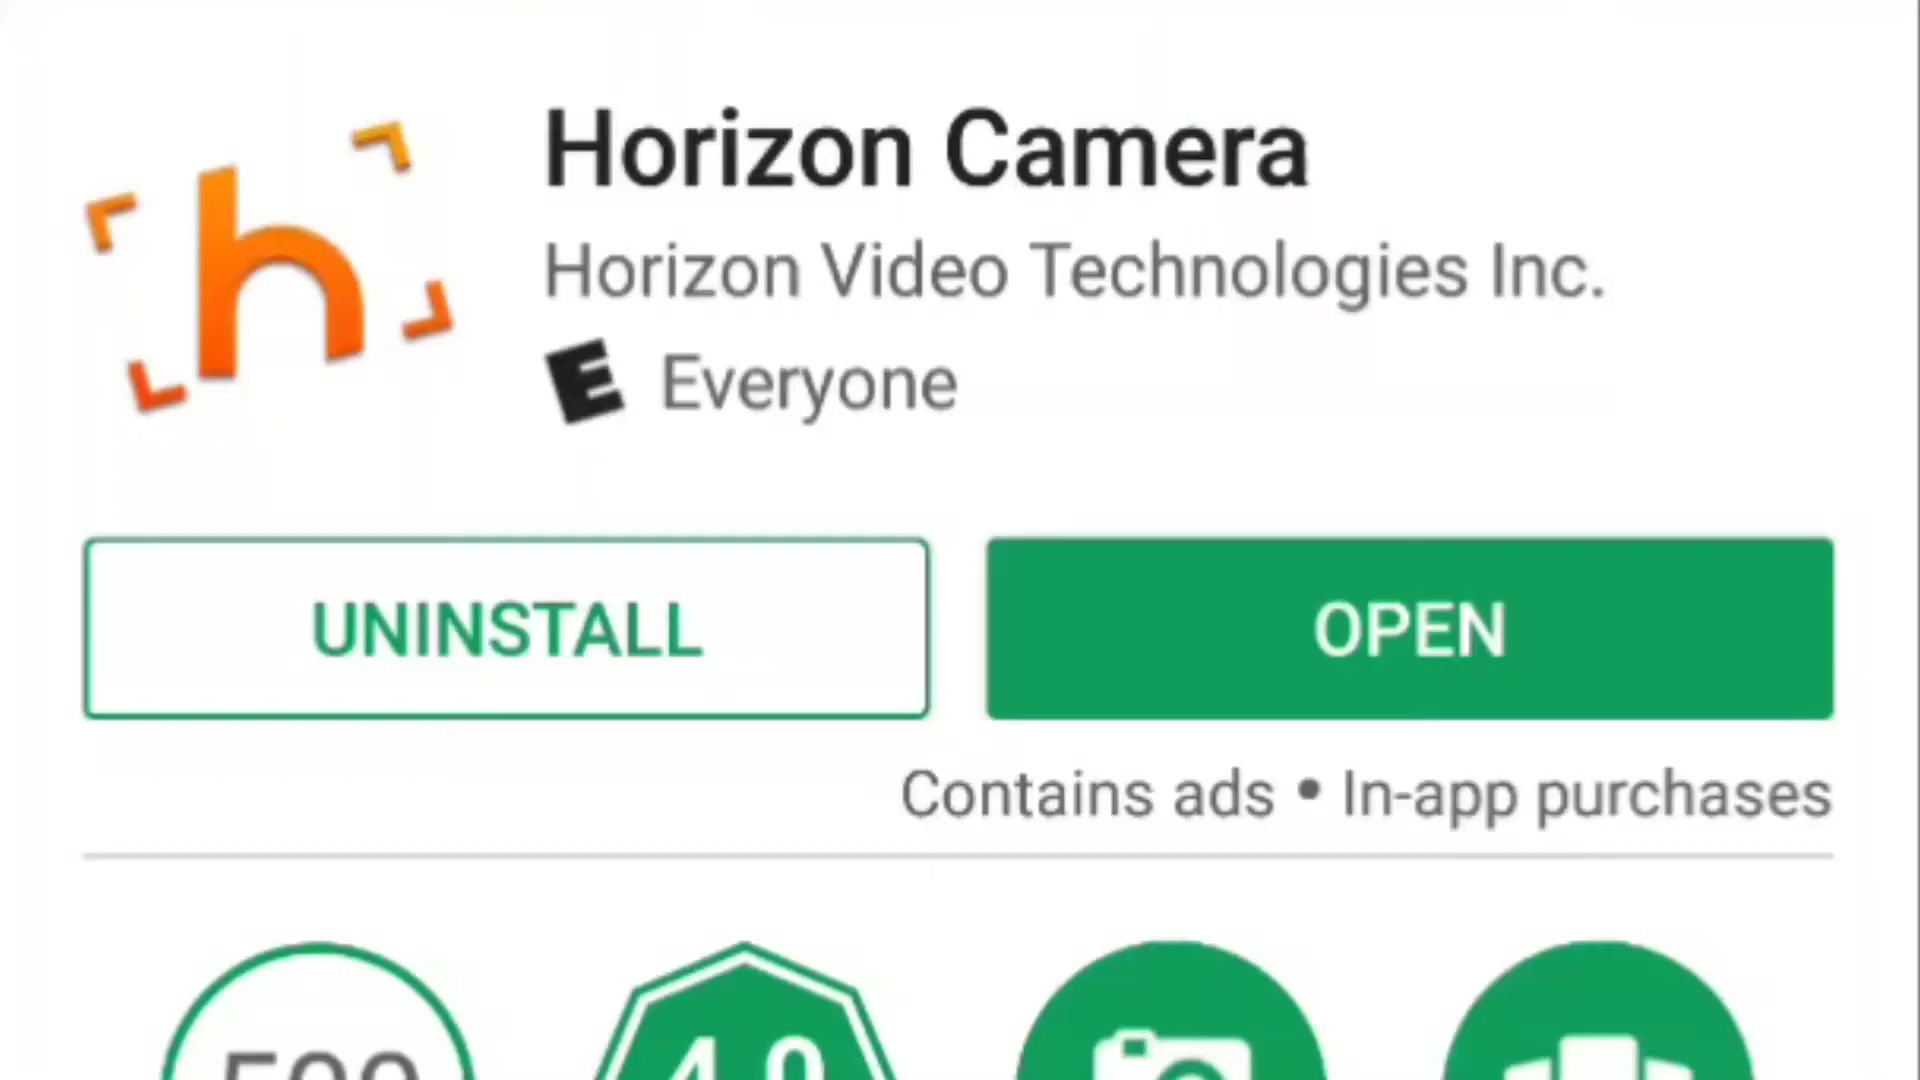 h
Horizon Camera
Horizon Video Technologies Inc.
E Everyone
UNINSTALL
OPEN
Contains ads • In-app purchases